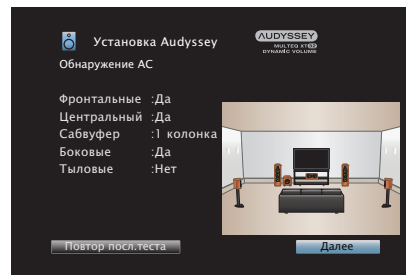 Установка Audyssey
AUDYSSEY
MULTEQ XT32
DYNAMIC VOLUME
Обнаружение АС
Фронтальные :Да
Центральный :Да
Сабвуфер :1 колонка
Боковые :Да
Тыловые :Нет
Повтор посл.теста
Далее